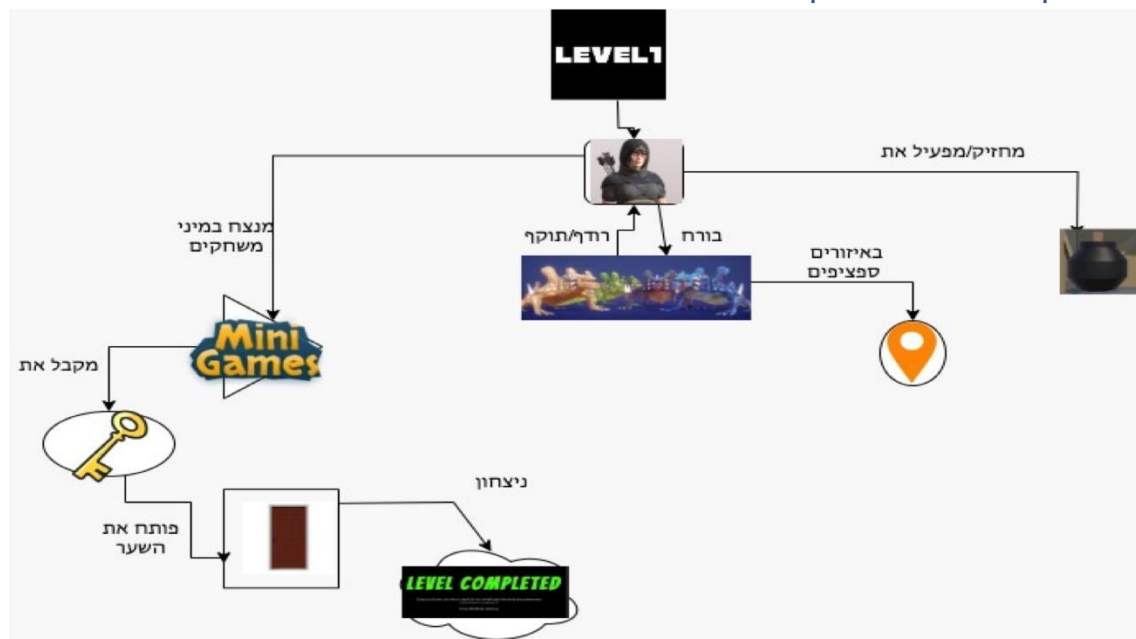 LEVEL1
מחזיק/מפעיל את
מנצח במיני
משחקים
רודף/תוקף
בורח
באיזורים
ספציפים
Mini
Games
מקבל את
פותח את
השער
ניצחון
LEVEL COMPLETED